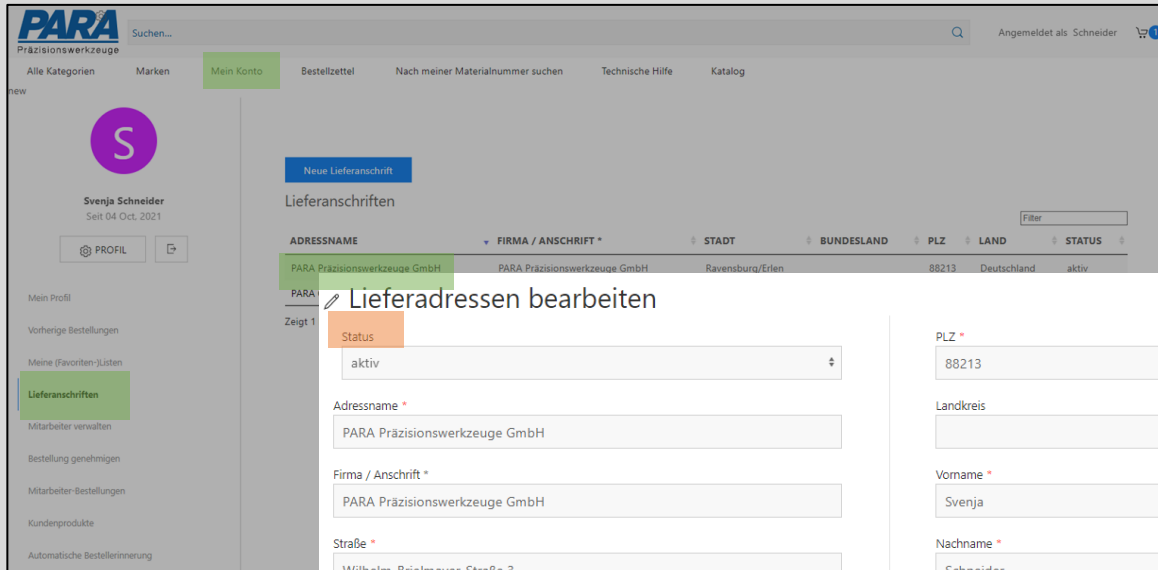 PARA
Präzisionswerkzeuge
Suchen...
Angemeldet als Schneider
Alle Kategorien Marken Mein Konto Bestellzettel Nach meiner Materialnummer suchen Technische Hilfe Katalog
new
S
Svenja Schneider
Seit 04 Oct. 2021
PROFIL
Mein Profil
Vorherige Bestellungen
Meine (Favoriten-)Listen
Lieferanschriften
Mitarbeiter verwalten
Bestellung genehmigen
Mitarbeiter-Bestellungen
Kundenprodukte
Automatische Bestellerinnerung
Neue Lieferanschrift
Lieferanschriften
Filter
ADRESSNAME FIRMA / ANSCHRIFT * STADT BUNDESLAND PLZ LAND STATUS
PARA Präzisionswerkzeuge GmbH PARA Präzisionswerkzeuge GmbH Ravensburg/Erlen 88213 Deutschland aktiv
PARA
Zeigt 1
Lieferadressen bearbeiten
Status
aktiv
Adressname *
PARA Präzisionswerkzeuge GmbH
Firma / Anschrift *
PARA Präzisionswerkzeuge GmbH
Straße *
PLZ *
88213
Landkreis
Vorname *
Svenja
Nachname *
Schneider